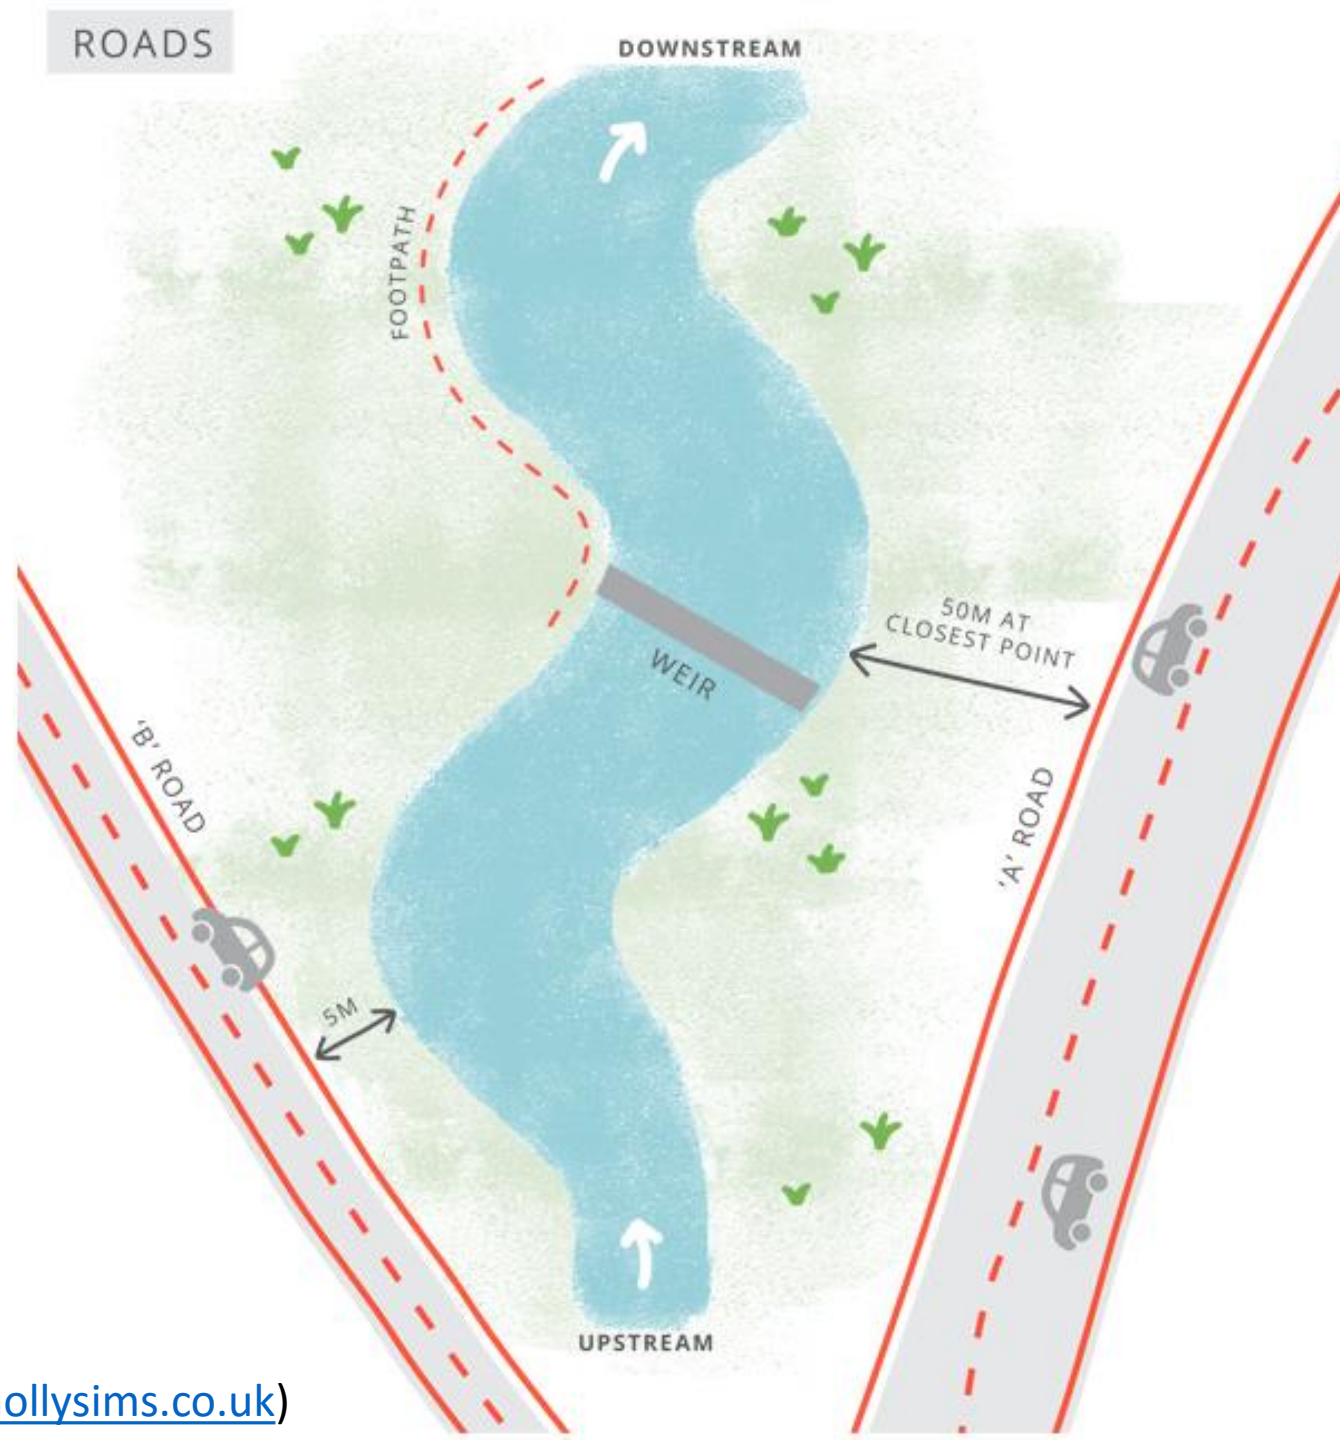 ROADS
DOWNSTREAM
FOOTPATH
50M AT
CLOSEST POINT
WEIR
'B' ROAD
'A' ROAD
5M
UPSTREAM
ollysims.co.uk)